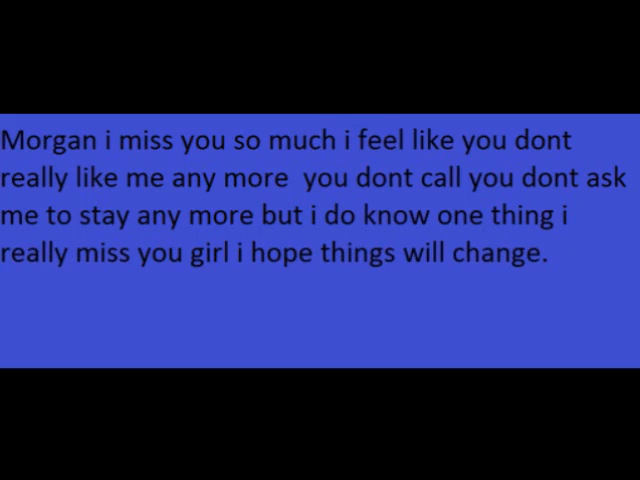 Morgan i miss you so much i feel like you dont
really like me any more  you dont call you dont ask
me to stay any more but i do know one thing i
really miss you girl i hope things will change.